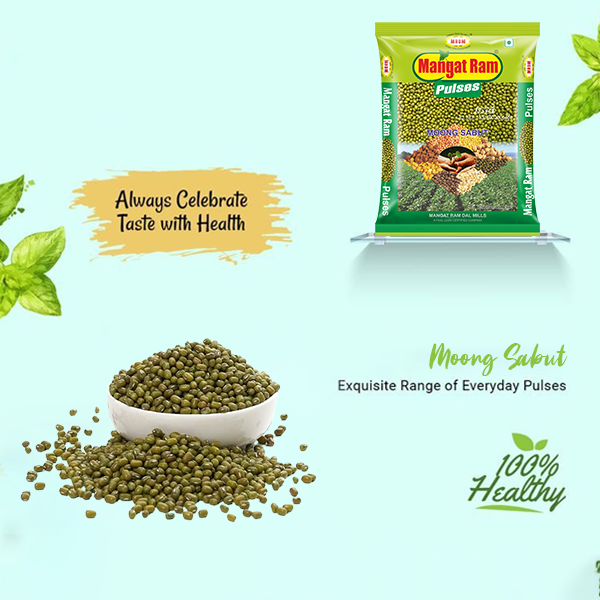 Mangat Ram
Pulses
MOONG SABUT
Mangat Ram
Pulses
Pulses
Mangat Ram
MANGAT RAM DAL MILLS
Always Celebrate
Taste with Health
Moong Sabut
Exquisite Range of Everyday Pulses
100%
Healthy